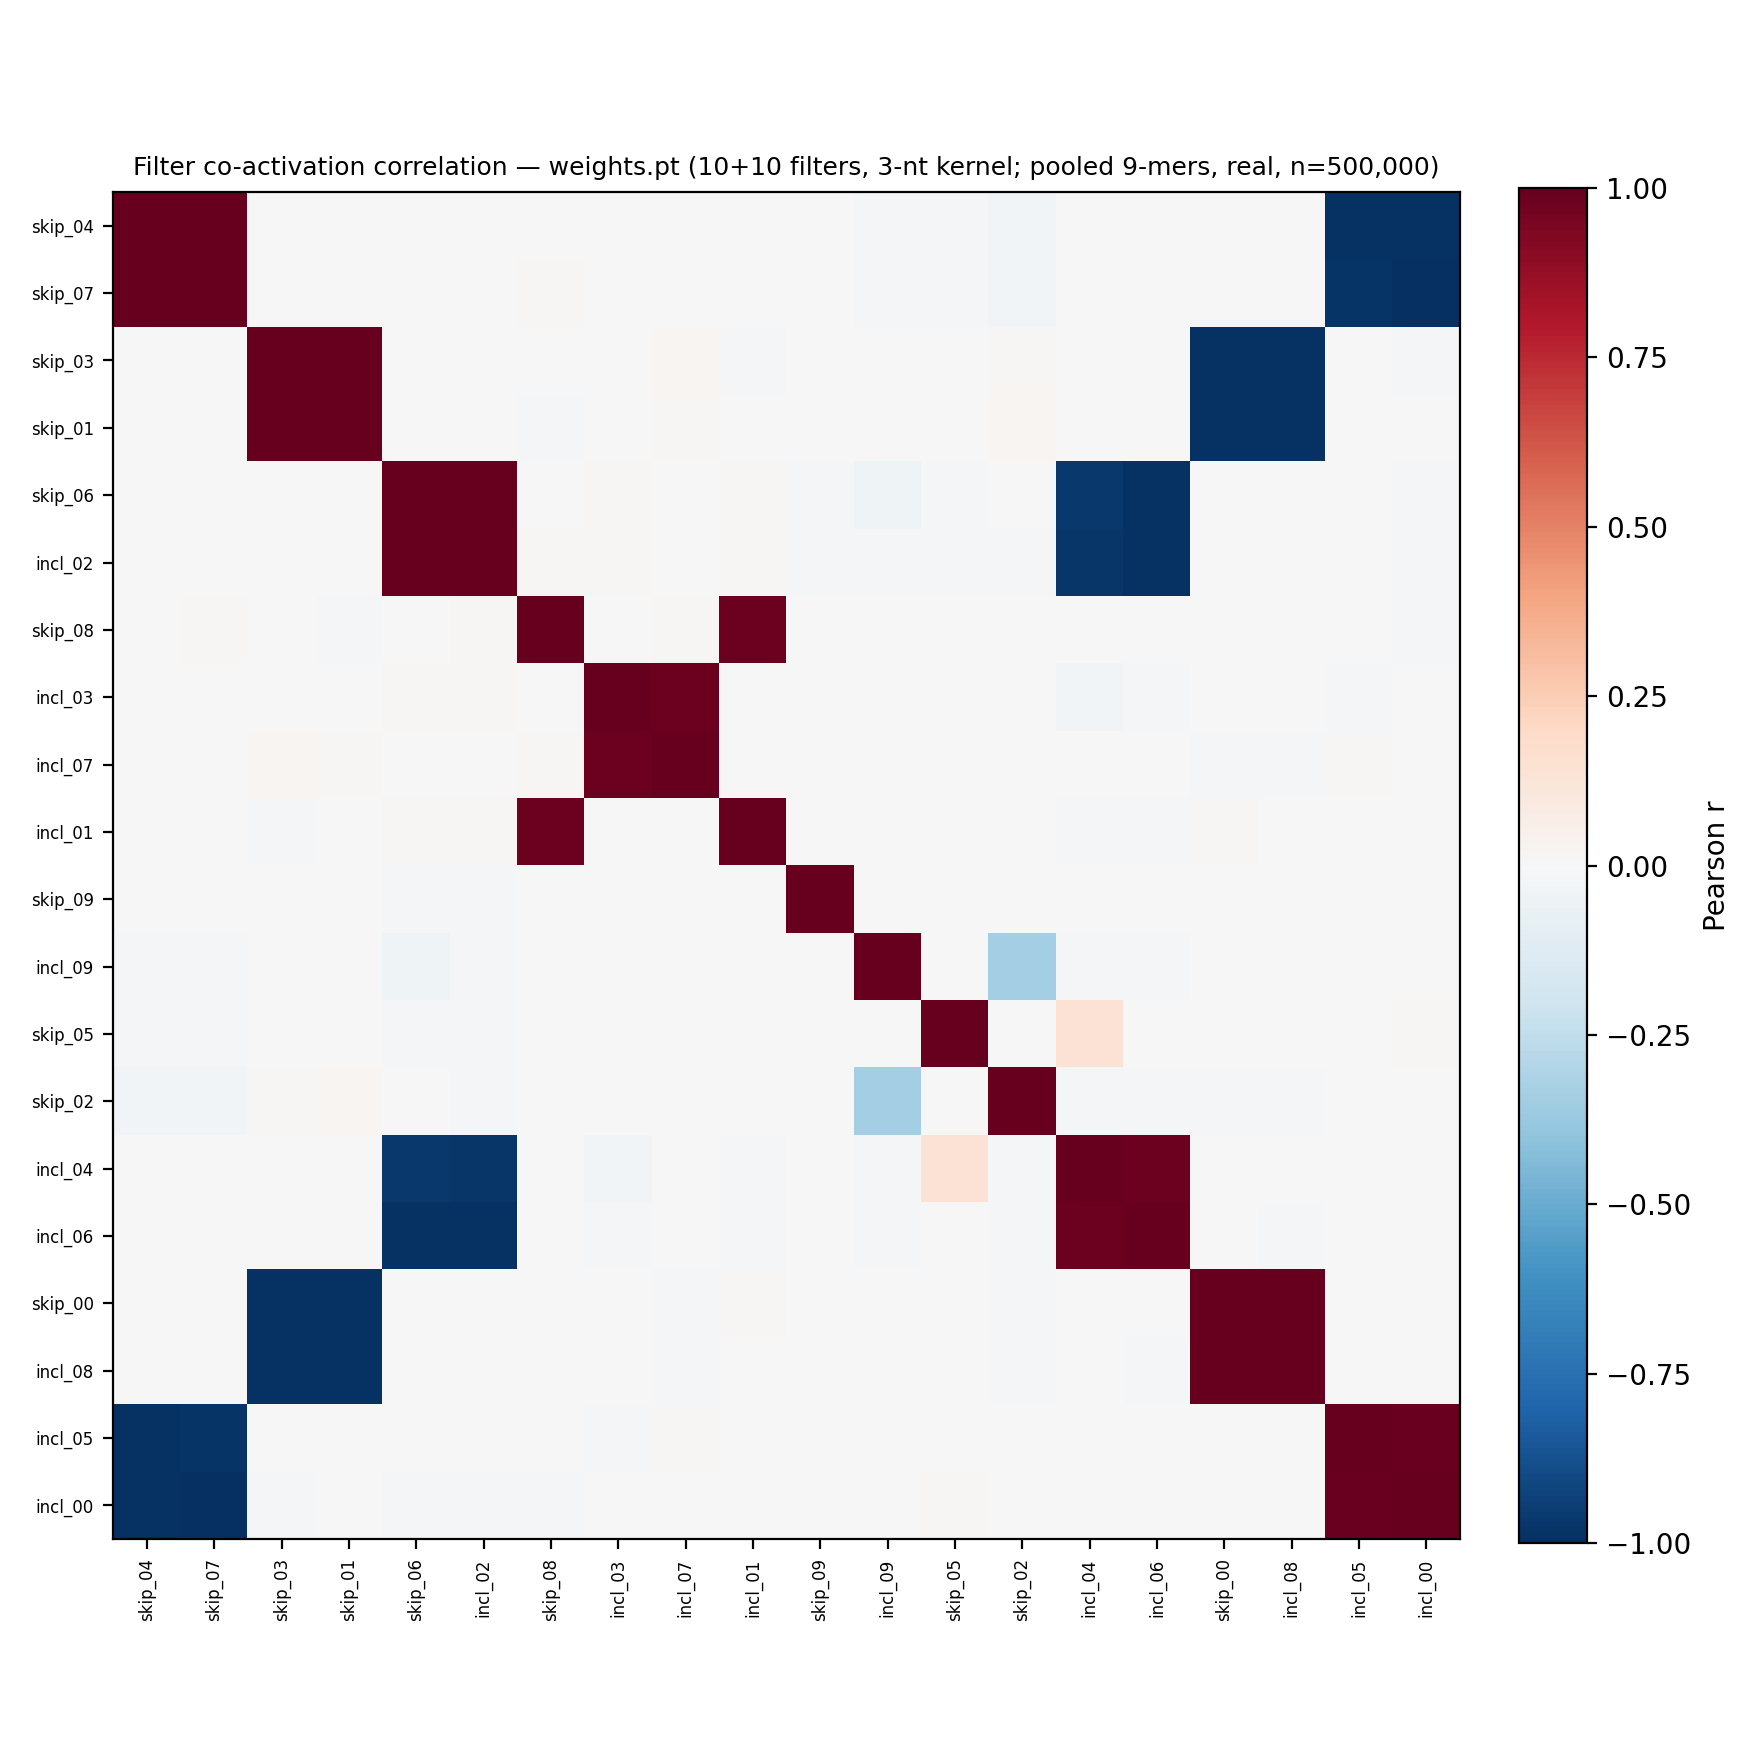 Filter co-activation correlation — weights.pt (10+10 filters, 3-nt kernel; pooled 9-mers, real, n=500,000)
skip_04
skip_07
skip_03
skip_01
skip_06
incl_02
skip_08
incl_03
incl_07
incl_01
skip_09
incl_09
skip_05
skip_02
incl_04
incl_06
skip_00
incl_08
incl_05
incl_00
skip_04
skip_07
skip_03
skip_01
skip_06
incl_02
skip_08
incl_03
incl_07
incl_01
skip_09
incl_09
skip_05
skip_02
incl_04
incl_06
skip_00
incl_08
incl_05
incl_00
1.00
0.75
0.50
0.25
0.00
−0.25
−0.50
−0.75
−1.00
Pearson r